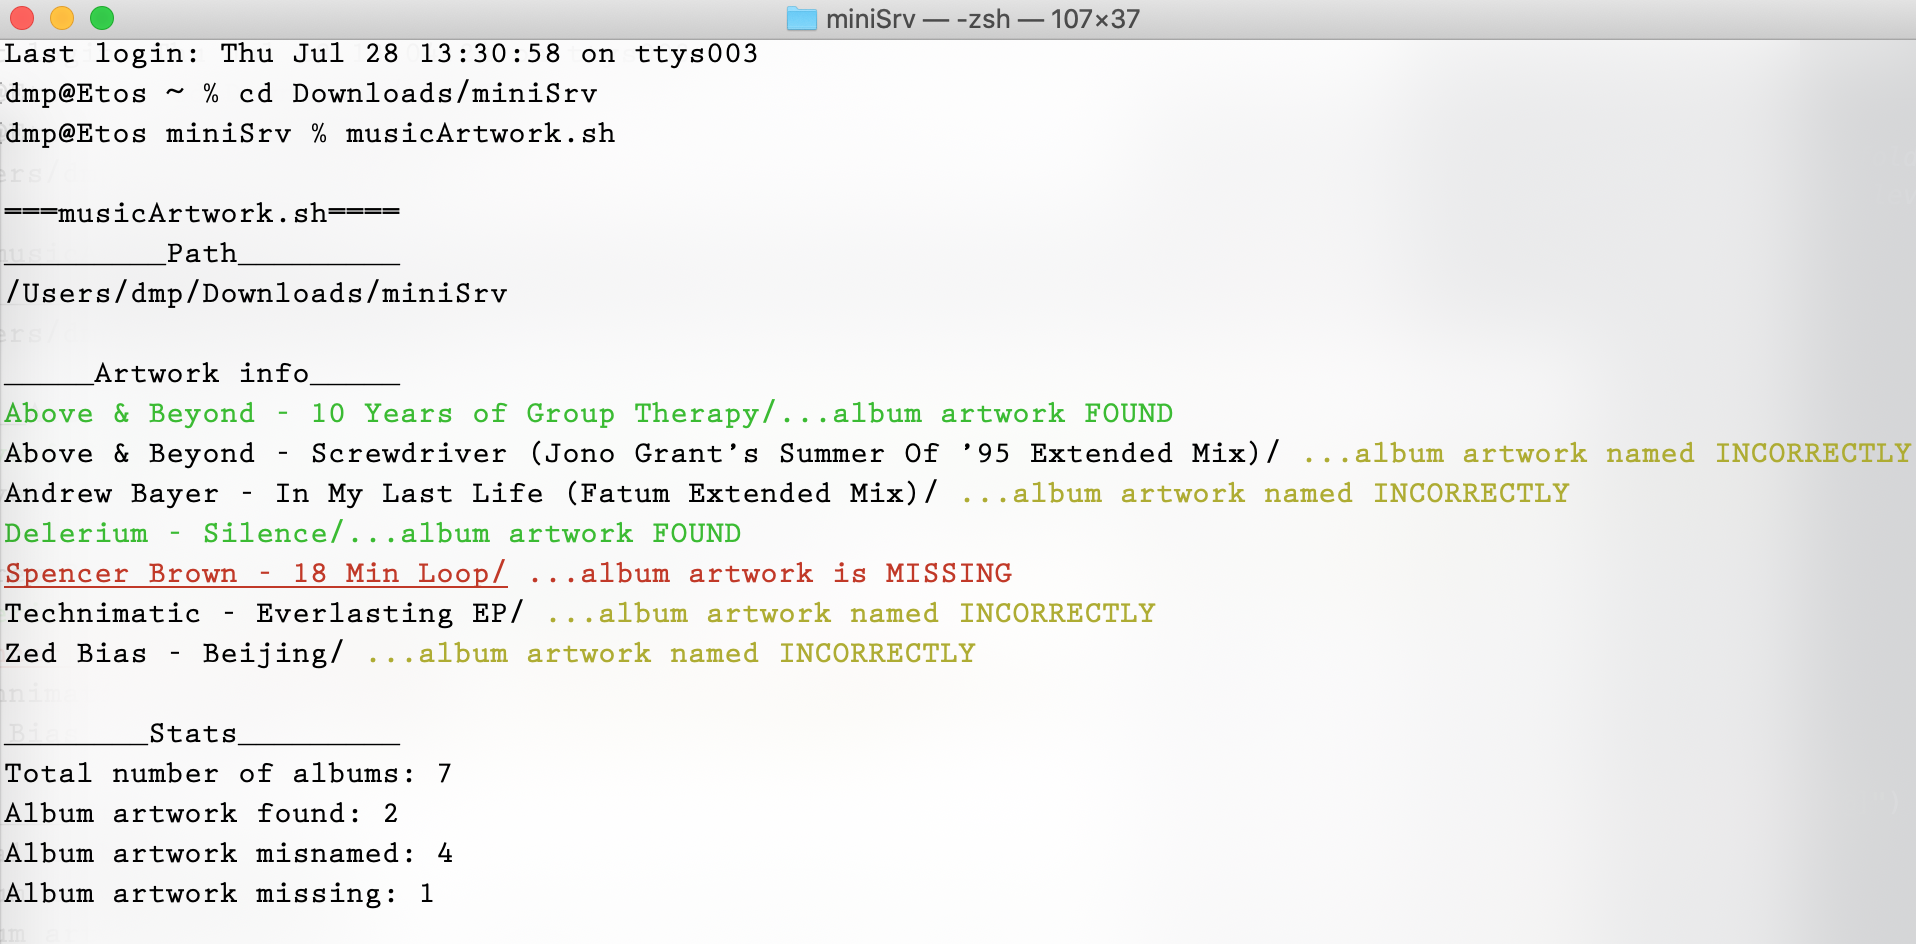 miniSrv — -zsh — 107×37
Last login: Thu Jul 28 13:30:58 on ttys003
dmp@Etos ~ % cd Downloads/miniSrv
dmp@Etos miniSrv % musicArtwork.sh
===musicArtwork.sh====
_________Path_________
/Users/dmp/Downloads/miniSrv
_____Artwork info_____
Above & Beyond - 10 Years of Group Therapy/...album artwork FOUND
Above & Beyond - Screwdriver (Jono Grant's Summer Of '95 Extended Mix)/ ...album artwork named INCORRECTLY
Andrew Bayer - In My Last Life (Fatum Extended Mix)/ ...album artwork named INCORRECTLY
Delerium - Silence/...album artwork FOUND
Spencer Brown - 18 Min Loop/ ...album artwork is MISSING
Technimatic - Everlasting EP/ ...album artwork named INCORRECTLY
Zed Bias - Beijing/ ...album artwork named INCORRECTLY
________Stats_________
Total number of albums: 7
Album artwork found: 2
Album artwork misnamed: 4
Album artwork missing: 1